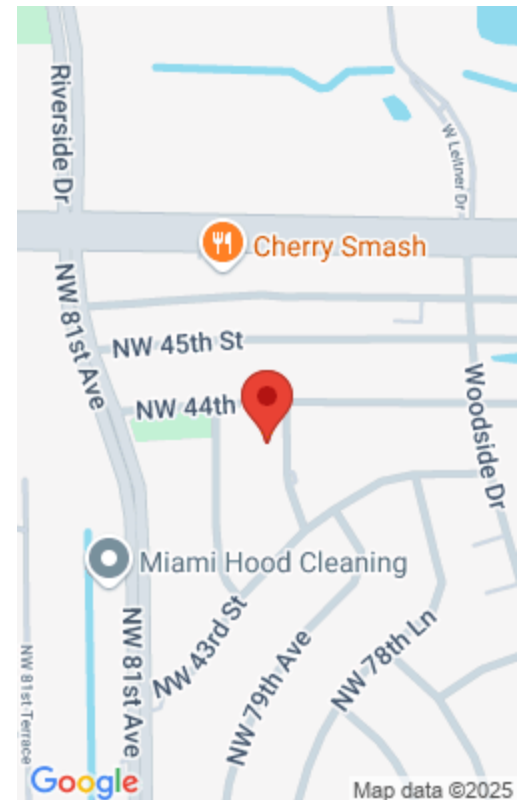 Riverside Dr
W Leitner Dr
Cherry Smash
NW 81st Ave
NW 45th St
NW 44th
Woodside Dr
Miami Hood Cleaning
NW 43rd St
NW 81st Ave
NW 79th Ave
NW 78th Ln
NW 81st Terrace
Google
Map data ©2025